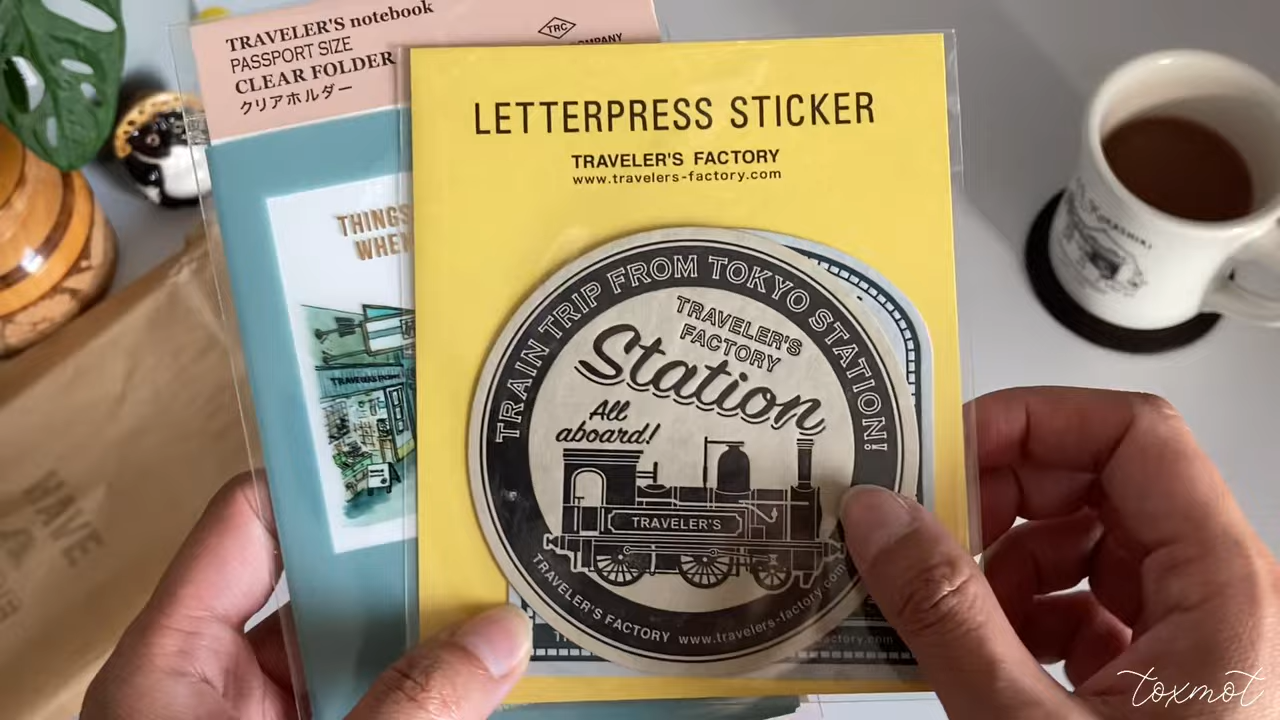 TRAVELER'S notebook
PASSPORT SIZE
CLEAR FOLDER
クリアホルダー
TRC
COMPANY
THINGS
WHEN
TRAVELER'S FACTORY
LETTERPRESS STICKER
TRAVELER'S FACTORY
www.travelers-factory.com
TRAIN TRIP FROM TOKYO STATION!
TRAVELER'S
FACTORY
Station
All
aboard!
TRAVELER'S
TRAVELER'S FACTORY www.travelers-factory.com
factory.com
HAVE
toxmot